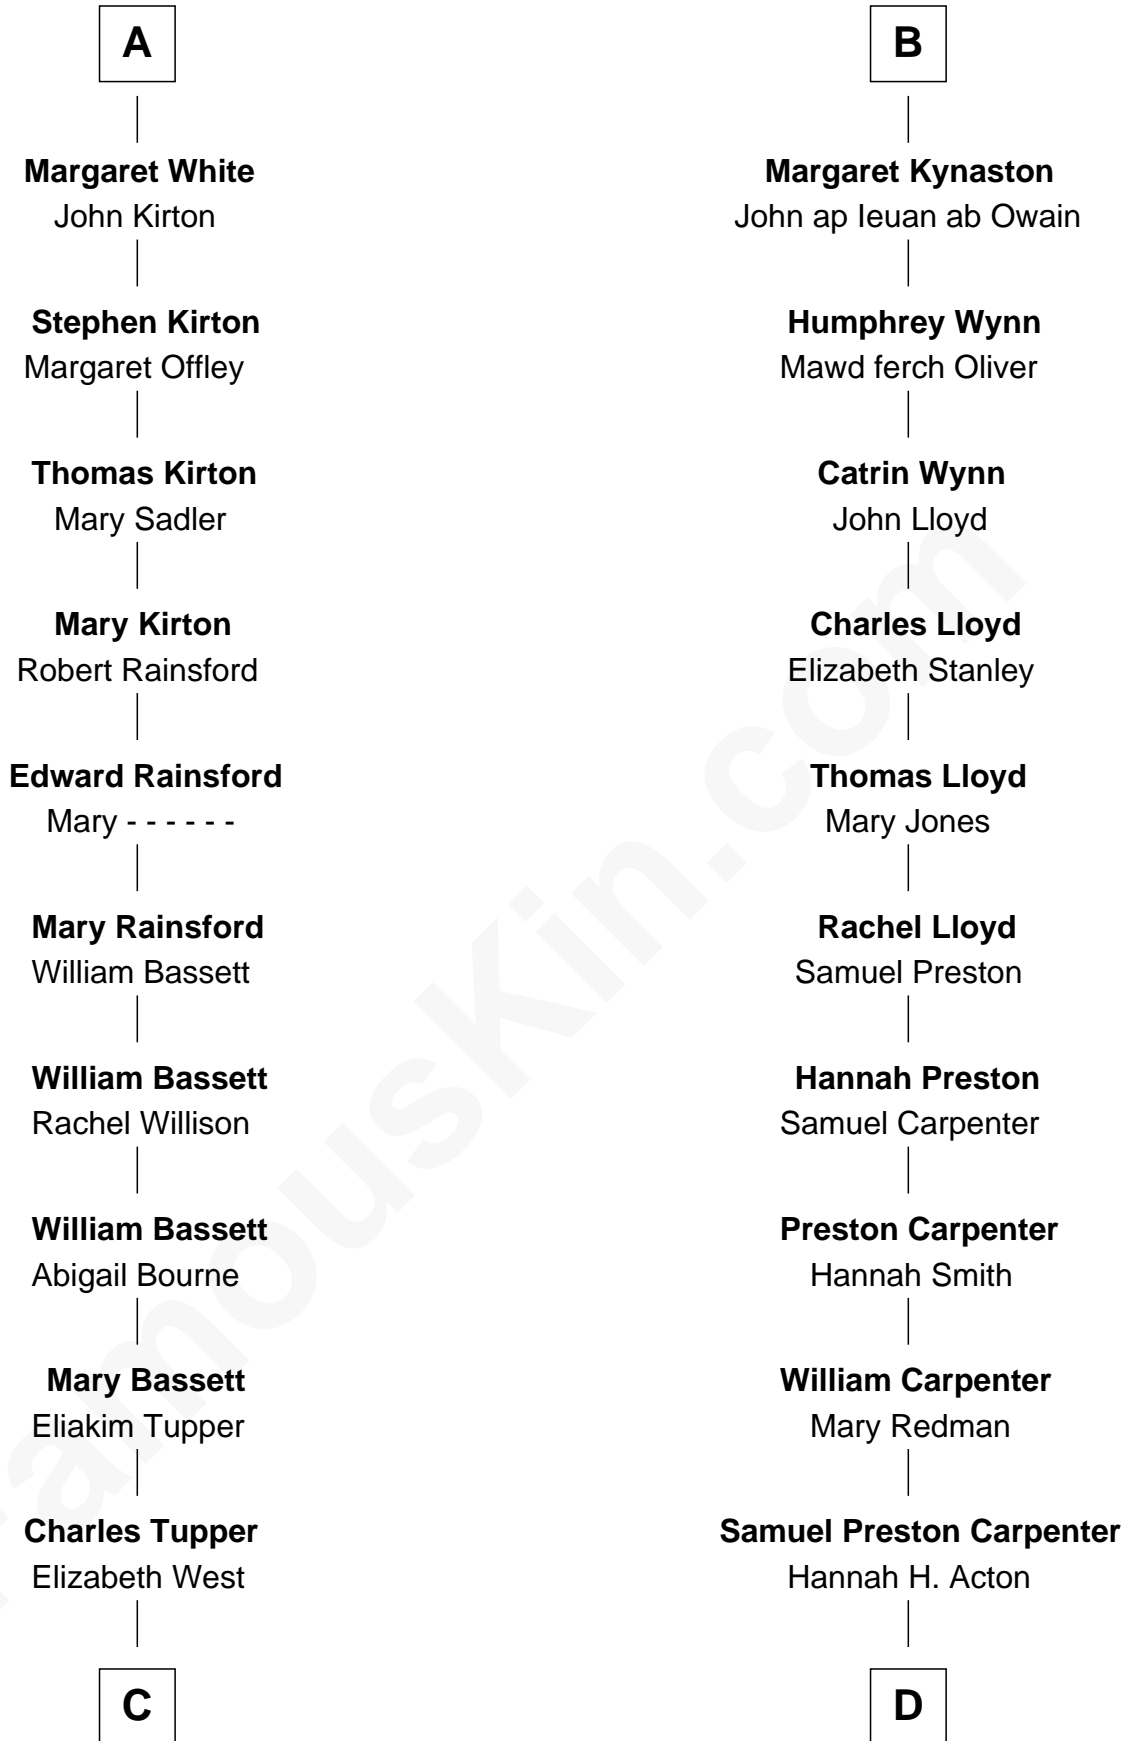 A
Margaret White
John Kirton
Stephen Kirton
Margaret Offley
Thomas Kirton
Mary Sadler
Mary Kirton
Robert Rainsford
Edward Rainsford
Mary - - - - - -
Mary Rainsford
William Bassett
William Bassett
Rachel Willison
William Bassett
Abigail Bourne
Mary Bassett
Eliakim Tupper
Charles Tupper
Elizabeth West
C
B
Margaret Kynaston
John ap Ieuan ab Owain
Humphrey Wynn
Mawd ferch Oliver
Catrin Wynn
John Lloyd
Charles Lloyd
Elizabeth Stanley
Thomas Lloyd
Mary Jones
Rachel Lloyd
Samuel Preston
Hannah Preston
Samuel Carpenter
Preston Carpenter
Hannah Smith
William Carpenter
Mary Redman
Samuel Preston Carpenter
Hannah H. Acton
D
FamousKin.com